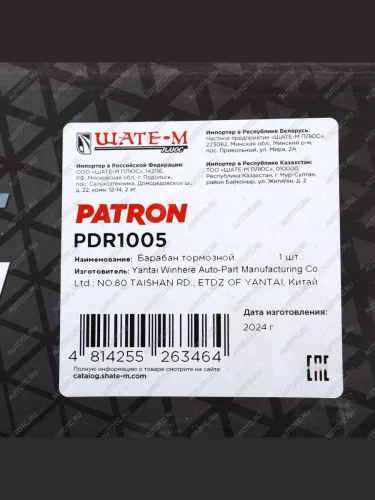 ШАТЕ-М
ПЛЮС
Импортер в Республике Беларусь:
Частное предприятие «ШАТЕ-М ПЛЮС»,
223062, Минская обл., Минский р-н,
пос. Привольный, ул. Мира, 2А
Импортер в Российской Федерации:
ООО «ШАТЕ-М ПЛЮС», 142116,
РФ, Московская обл., г. Подольск,
пос. Сельхозтехника, Домодедовское ш.,
д. 22, комн. 12-14, 2 эт.
Импортер в Республике Казахстан:
ТОО «ШАТЕ-М ПЛЮС», 010000,
Республика Казахстан, г. Нур-Султан,
район Байконыр, ул. Жетиген, д. 2
PATRON
PDR1005
Наименование: Барабан тормозной 1 шт.
Изготовитель: Yantai Winhere Auto-Part Manufacturing Co.
Ltd.; NO.80 TAISHAN RD., ETDZ OF YANTAI, Китай
Дата изготовления:
2024 г.
4 814255 263464
Полную информацию
о товаре смотрите на сайте:
catalog.shate-m.com
EAC